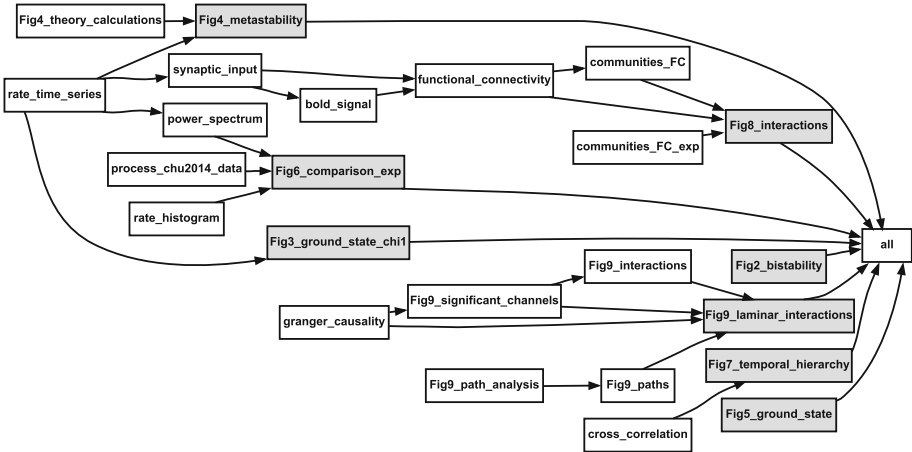 Fig4_theory_calculations
Fig4_metastability
synaptic_input
communities_FC
functional_connectivity
rate_time_series
bold_signal
power_spectrum
Fig8_interactions
communities_FC_exp
process_chu2014_data
Fig6_comparison_exp
rate_histogram
Fig3_ground_state_chi1
all
Fig9_interactions
Fig2_bistability
Fig9_significant_channels
granger_causality
Fig9_laminar_interactions
Fig7_temporal_hierarchy
Fig9_path_analysis
Fig9_paths
Fig5_ground_state
cross_correlation